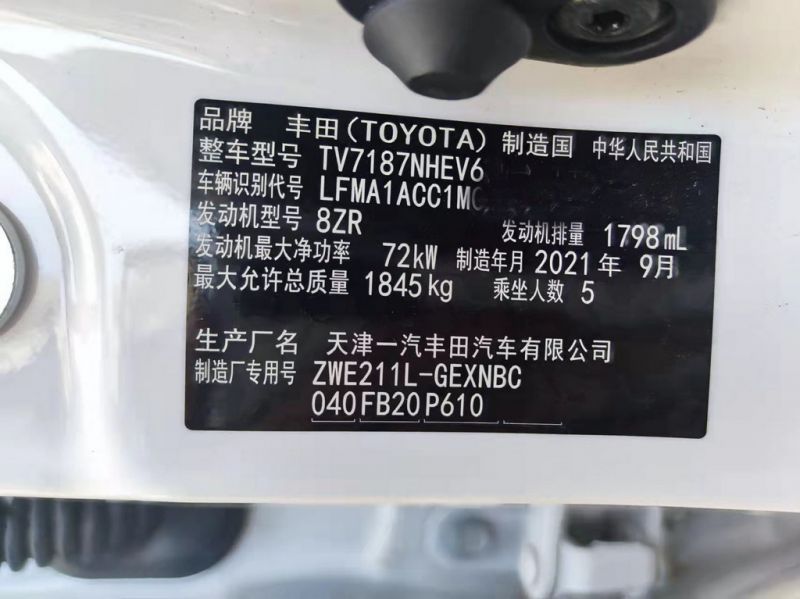 品牌 丰田(TOYOTA) 制造国 中华人民共和国
整车型号 TV7187NHEV6
车辆识别代号 LFMA1ACC1M
发动机型号 8ZR 发动机排量 1798mL
发动机最大净功率 72kW 制造年月 2021年 9月
最大允许总质量 1845kg 乘坐人数 5
生产厂名 天津一汽丰田汽车有限公司
制造厂专用号 ZWE211L-GEXNBC
040 FB20 P610